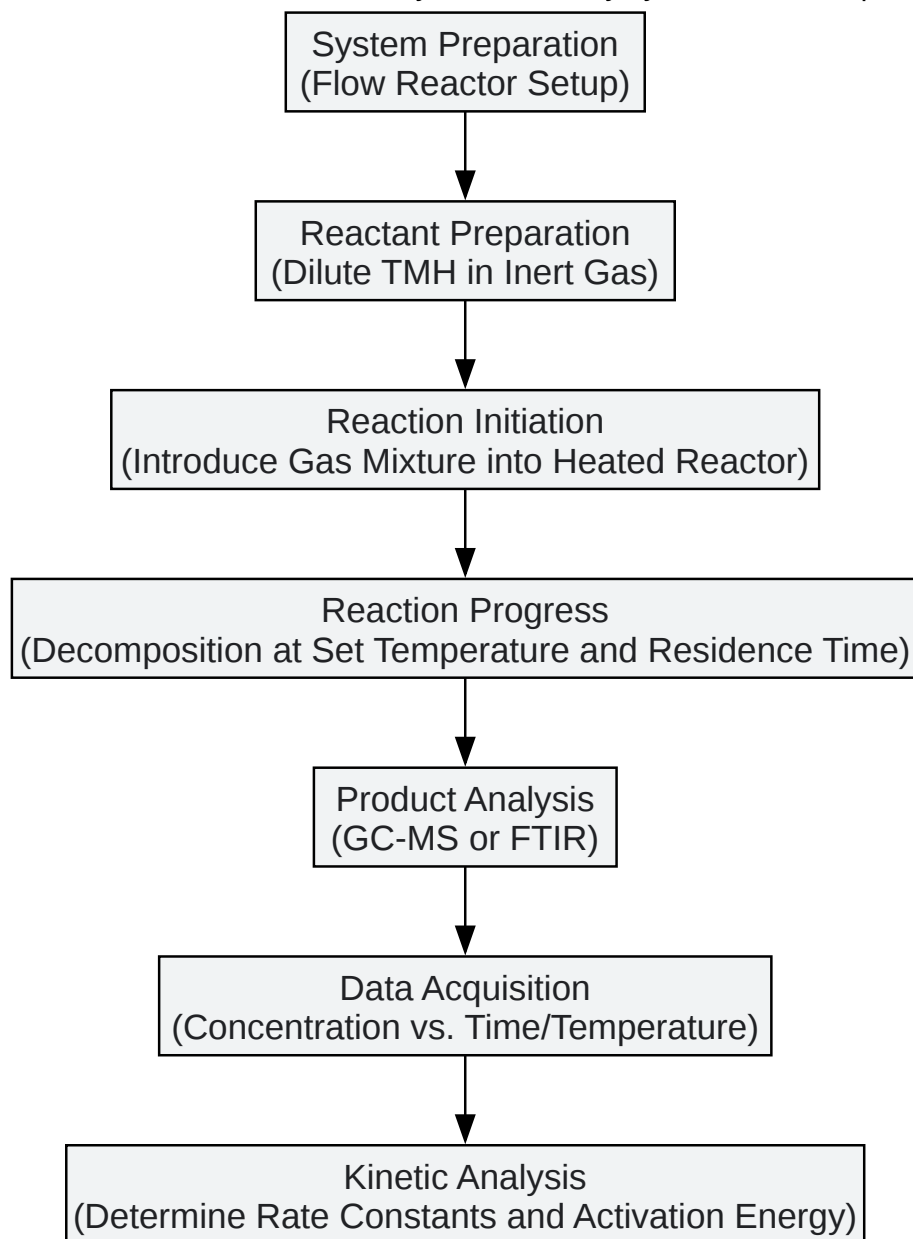 System Preparation
(Flow Reactor Setup)
Reactant Preparation
(Dilute TMH in Inert Gas)
Reaction Initiation
(Introduce Gas Mixture into Heated Reactor)
Reaction Progress
(Decomposition at Set Temperature and Residence Time)
Product Analysis
(GC-MS or FTIR)
Data Acquisition
(Concentration vs. Time/Temperature)
Kinetic Analysis
(Determine Rate Constants and Activation Energy)